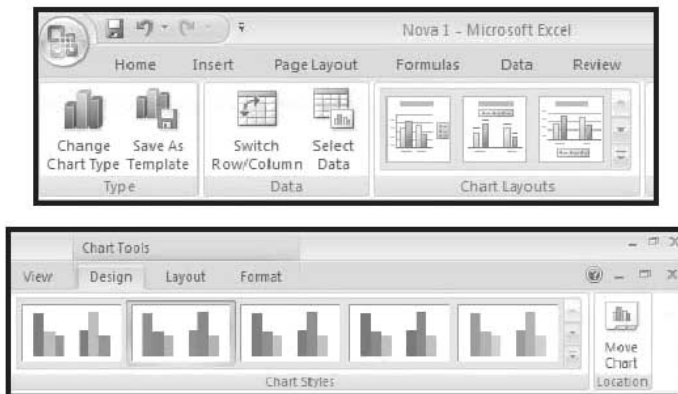 Nova 1 - Microsoft Excel
Home Insert Page Layout Formulas Data Review
Change Chart Type
Save As Template
Switch Row/Column
Select Data
Type Data Chart Layouts
Chart Tools
View Design Layout Format
Move Chart
Chart Styles Location